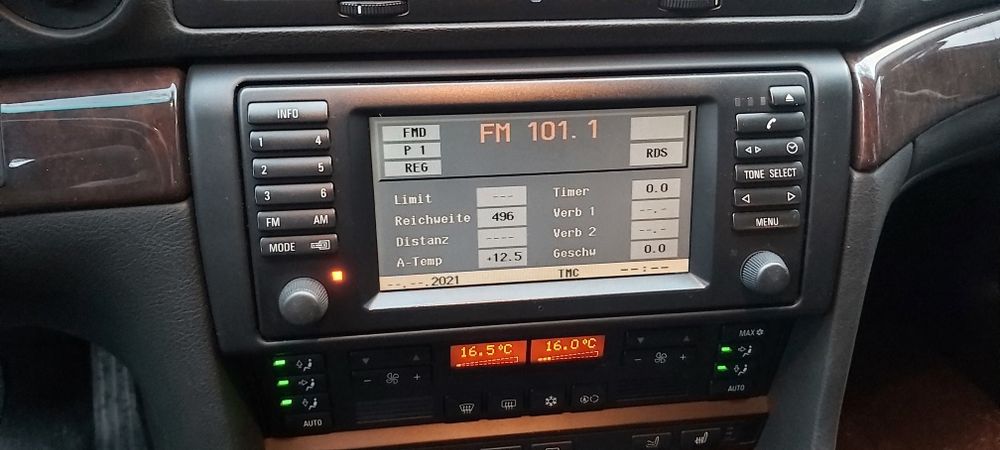 INFO
1 4
2 5
3 6
FM AM
MODE
FMD
P 1
REG
FM 101. 1
RDS
Limit ---
Reichweite 496
Distanz ----
A-Temp +12.5
Timer 0.0
Verb 1 --.-
Verb 2 --.-
Geschw 0.0
--.--.2021 TMC --:--
TONE SELECT
MENU
16.5°C 16.0°C
MAX
AUTO
AUTO